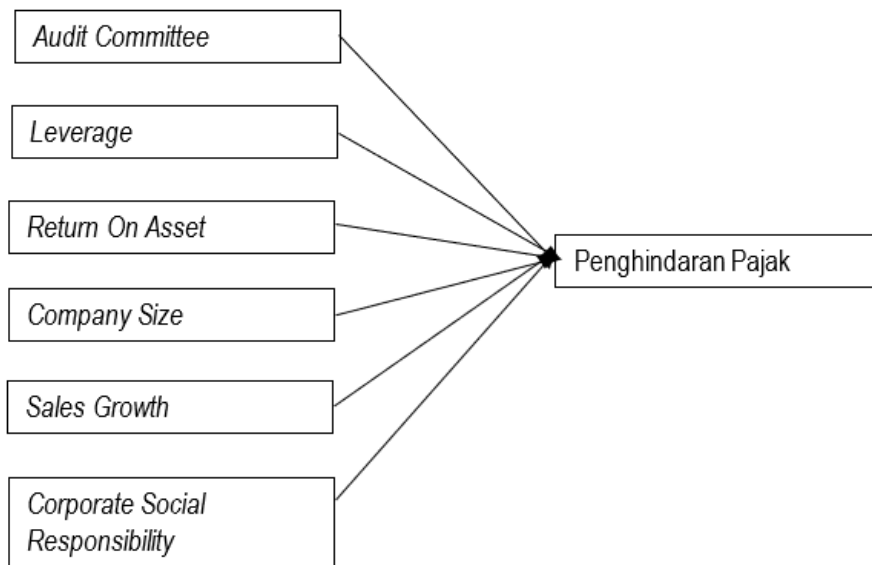 Audit Committee
Leverage
Return On Asset
Company Size
Sales Growth
Corporate Social
Responsibility
Penghindaran Pajak